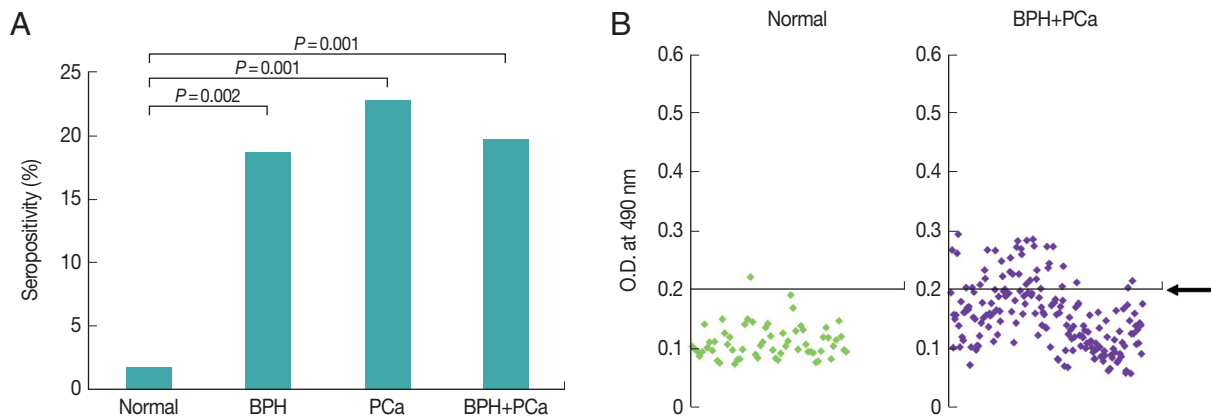 A
P = 0.001
P = 0.001
P = 0.002
25
20
15
10
5
0
Seropositivity (%)
Normal BPH PCa BPH+PCa
B
Normal
BPH+PCa
0.6
0.5
0.4
0.3
0.2
0.1
0
O.D. at 490 nm
0.6
0.5
0.4
0.3
0.2
0.1
0